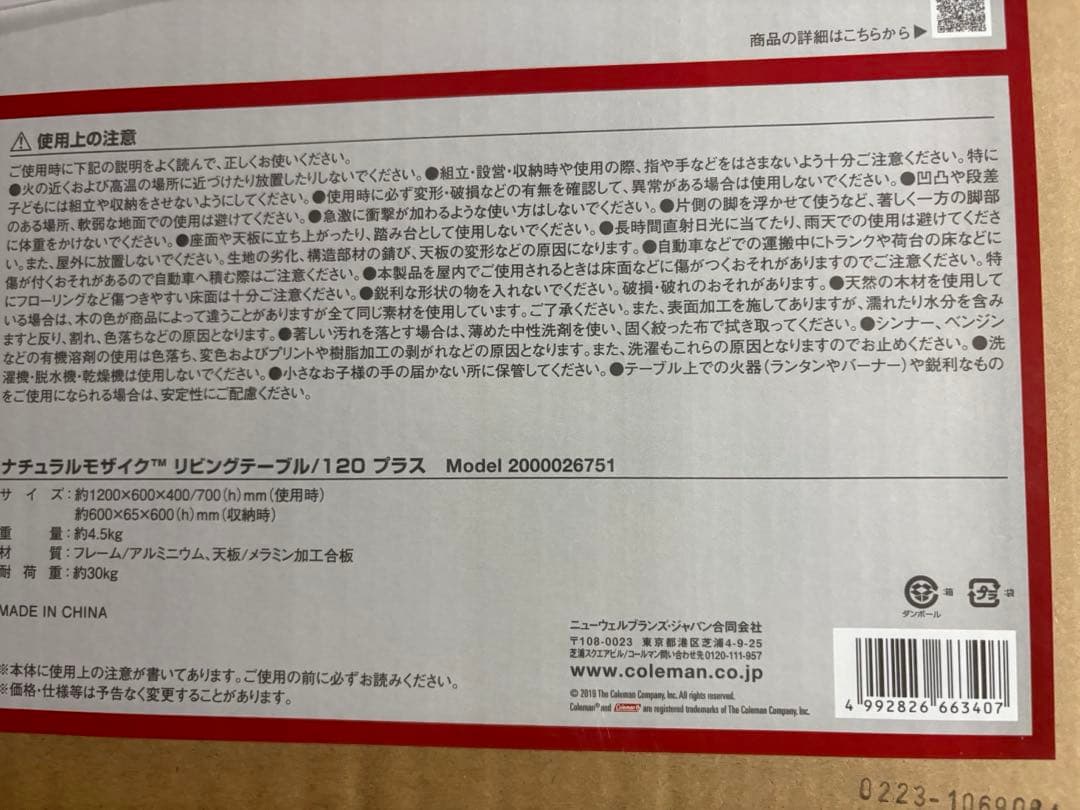 商品の詳細はこちらから▶
⚠ 使用上の注意
ご使用時に下記の説明をよく読んで、正しくお使いください。
●火の近くおよび高温の場所に近づけたり放置したりしないでください。●組立・設営・収納時や使用の際、指や手などをはさまないよう十分ご注意ください。特に
子どもには組立や収納をさせないようにしてください。●使用時に必ず変形・破損などの有無を確認して、異常がある場合は使用しないでください。●凹凸や段差
のある場所、軟弱な地面での使用は避けてください。●急激に衝撃が加わるような使い方はしないでください。●片側の脚を浮かせて使うなど、著しく一方の脚部
に体重をかけないでください。●座面や天板に立ち上がったり、踏み台として使用しないでください。●長時間直射日光に当てたり、雨天での使用は避けてくださ
い。また、屋外に放置しないでください。生地の劣化、構造部材の錆び、天板の変形などの原因になります。●自動車などでの運搬中にトランクや荷台の床などに
傷が付くおそれがあるので自動車へ積む際はご注意ください。●本製品を屋内でご使用されるときは床面などに傷がつくおそれがありますのでご注意ください。特
にフローリングなど傷つきやすい床面は十分ご注意ください。●鋭利な形状の物を入れないでください。破損・破れのおそれがあります。●天然の木材を使用して
いる場合は、木の色が商品によって違うことがありますが全て同じ素材を使用しています。ご了承ください。また、表面加工を施してありますが、濡れたり水分を含み
ますと反り、割れ、色落ちなどの原因となります。●著しい汚れを落とす場合は、薄めた中性洗剤を使い、固く絞った布で拭き取ってください。●シンナー、ベンジン
などの有機溶剤の使用は色落ち、変色およびプリントや樹脂加工の剥がれなどの原因となります。また、洗濯もこれらの原因となりますのでお止めください。●洗
濯機・脱水機・乾燥機は使用しないでください。●小さなお子様の手の届かない所に保管してください。●テーブル上での火器（ランタンやバーナー）や鋭利なもの
をご使用になられる場合は、安定性にご配慮ください。
ナチュラルモザイク™ リビングテーブル/120 プラス Model 2000026751
サイズ：約1200×600×400/700（h）mm（使用時）
約600×65×600（h）mm（収納時）
重量：約4.5kg
材質：フレーム/アルミニウム、天板/メラミン加工合板
耐荷重：約30kg
MADE IN CHINA
※本体に使用上の注意が書いてあります。ご使用の前に必ずお読みください。
※価格・仕様等は予告なく変更することがあります。
ダンボール
:箱
プラ
:袋
ニューウェルブランズ・ジャパン合同会社
〒108-0023 東京都港区芝浦4-9-25
芝浦スクエアビル/コールマン問い合わせ先0120-111-957
www.coleman.co.jp
© 2019 The Coleman Company, Inc. All rights reserved.
Coleman® and Coleman® are registered trademarks of The Coleman Company, Inc.
4 992826 663407